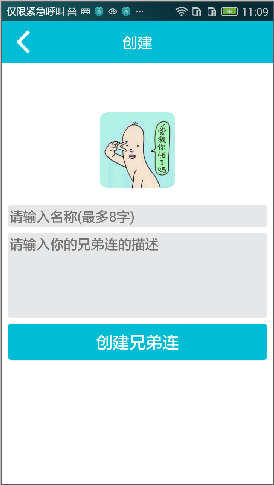 仅限紧急呼叫 ... 11:09
创建
爱我你怕了吗
请输入名称(最多8字)
请输入你的兄弟连的描述
创建兄弟连